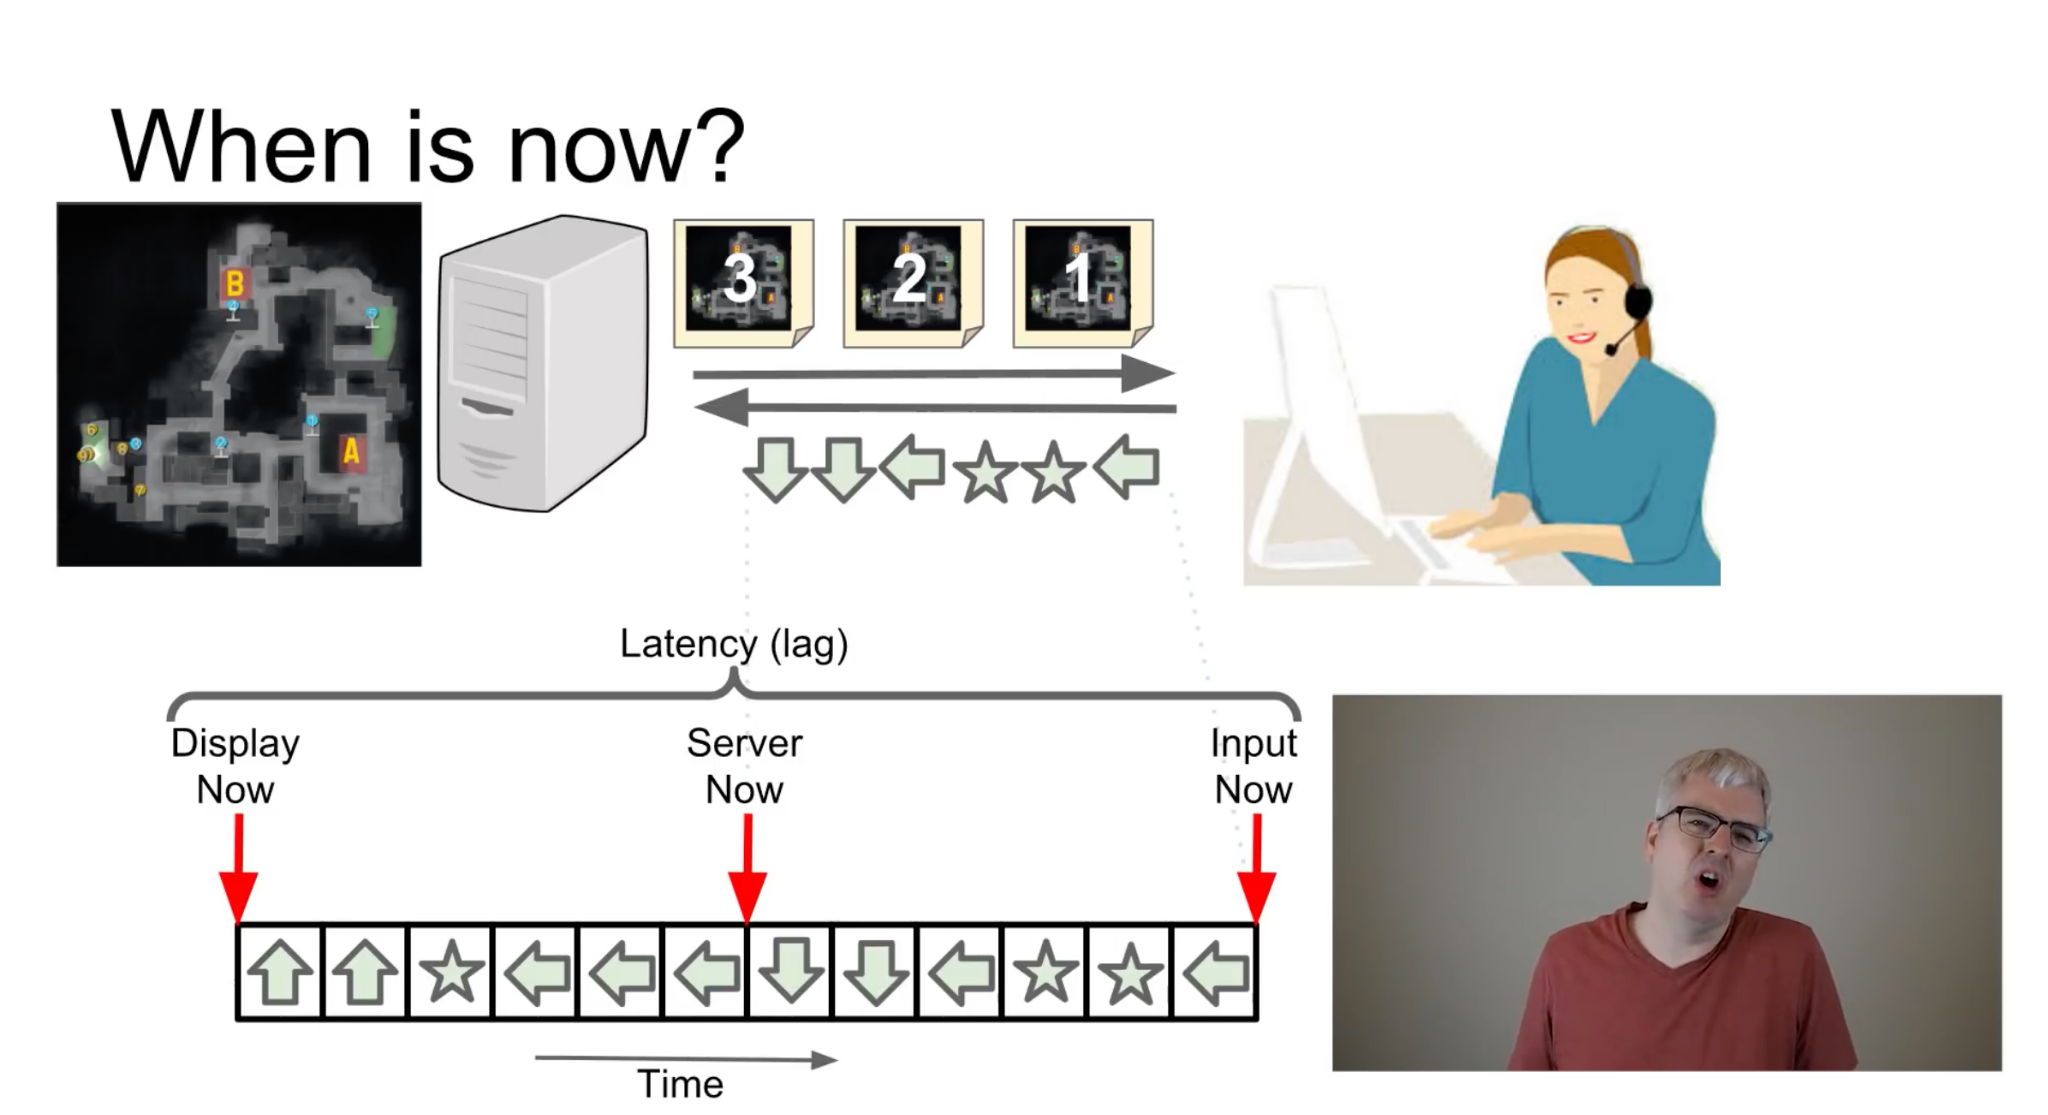 When is now?
B
A
3
2
1
Latency (lag)
Display
Now
Server
Now
Input
Now
Time